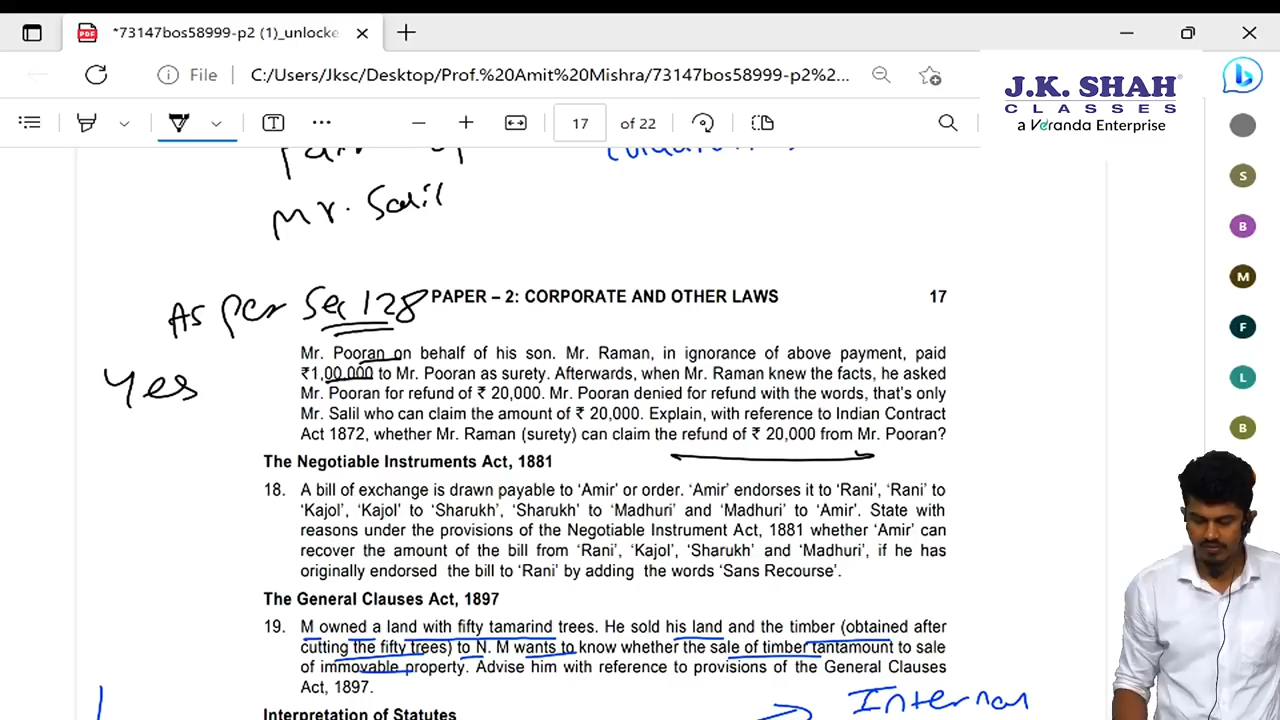 *73147bos58999-p2 (1)_unlocke
File
C:/Users/Jksc/Desktop/Prof.%20Amit%20Mishra/73147bos58999-p2%2...
J.K. SHAH
CLASSES
a Veranda Enterprise
17 of 22
Mr. Salil
As per Sec 128
PAPER – 2: CORPORATE AND OTHER LAWS 17
Yes
Mr. Pooran on behalf of his son. Mr. Raman, in ignorance of above payment, paid
₹1,00,000 to Mr. Pooran as surety. Afterwards, when Mr. Raman knew the facts, he asked
Mr. Pooran for refund of ₹ 20,000. Mr. Pooran denied for refund with the words, that's only
Mr. Salil who can claim the amount of ₹ 20,000. Explain, with reference to Indian Contract
Act 1872, whether Mr. Raman (surety) can claim the refund of ₹ 20,000 from Mr. Pooran?
The Negotiable Instruments Act, 1881
18. A bill of exchange is drawn payable to 'Amir' or order. 'Amir' endorses it to 'Rani', 'Rani' to
'Kajol', 'Kajol' to 'Sharukh', 'Sharukh' to 'Madhuri' and 'Madhuri' to 'Amir'. State with
reasons under the provisions of the Negotiable Instrument Act, 1881 whether 'Amir' can
recover the amount of the bill from 'Rani', 'Kajol', 'Sharukh' and 'Madhuri', if he has
originally endorsed the bill to 'Rani' by adding the words 'Sans Recourse'.
The General Clauses Act, 1897
19. M owned a land with fifty tamarind trees. He sold his land and the timber (obtained after
cutting the fifty trees) to N. M wants to know whether the sale of timber tantamount to sale
of immovable property. Advise him with reference to provisions of the General Clauses
Act, 1897.
Internal
Interpretation of Statutes
S
B
M
F
L
B